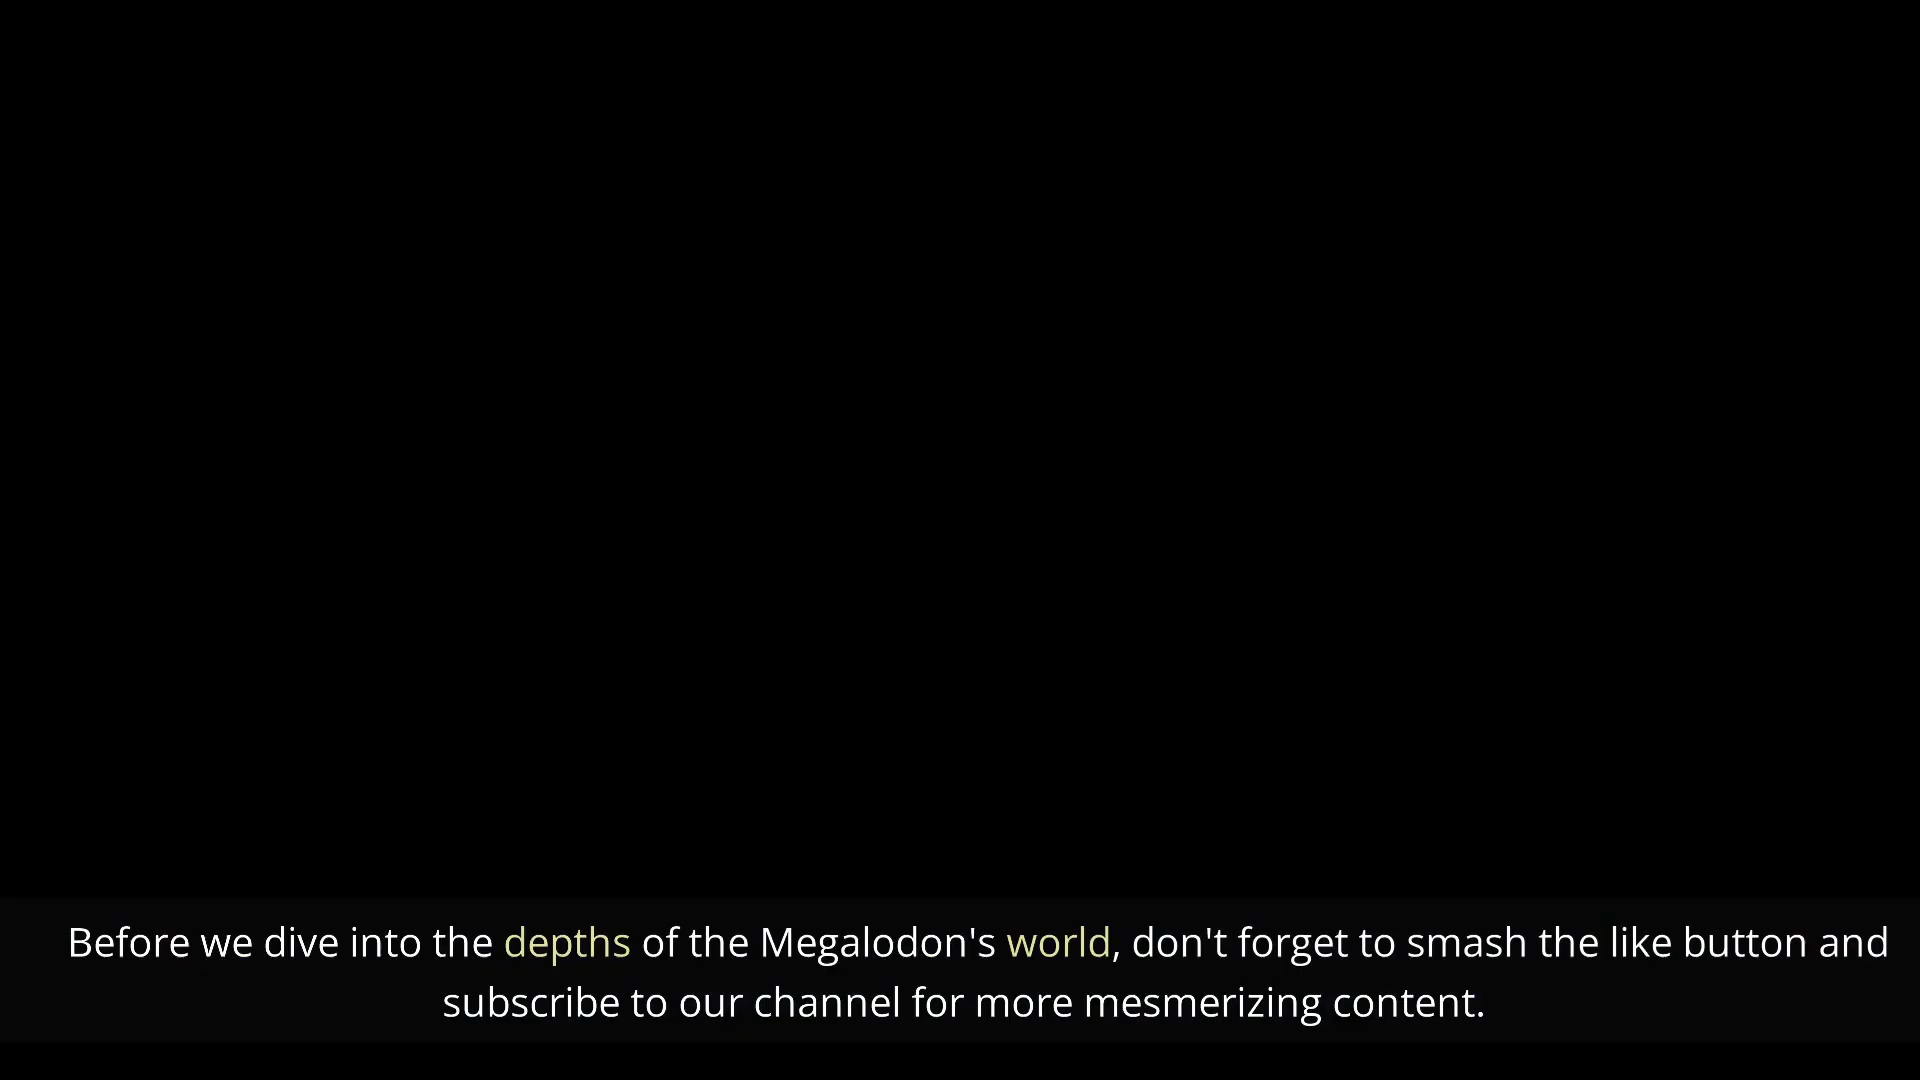 Before we dive into the depths of the Megalodon's world, don't forget to smash the like button and
subscribe to our channel for more mesmerizing content.